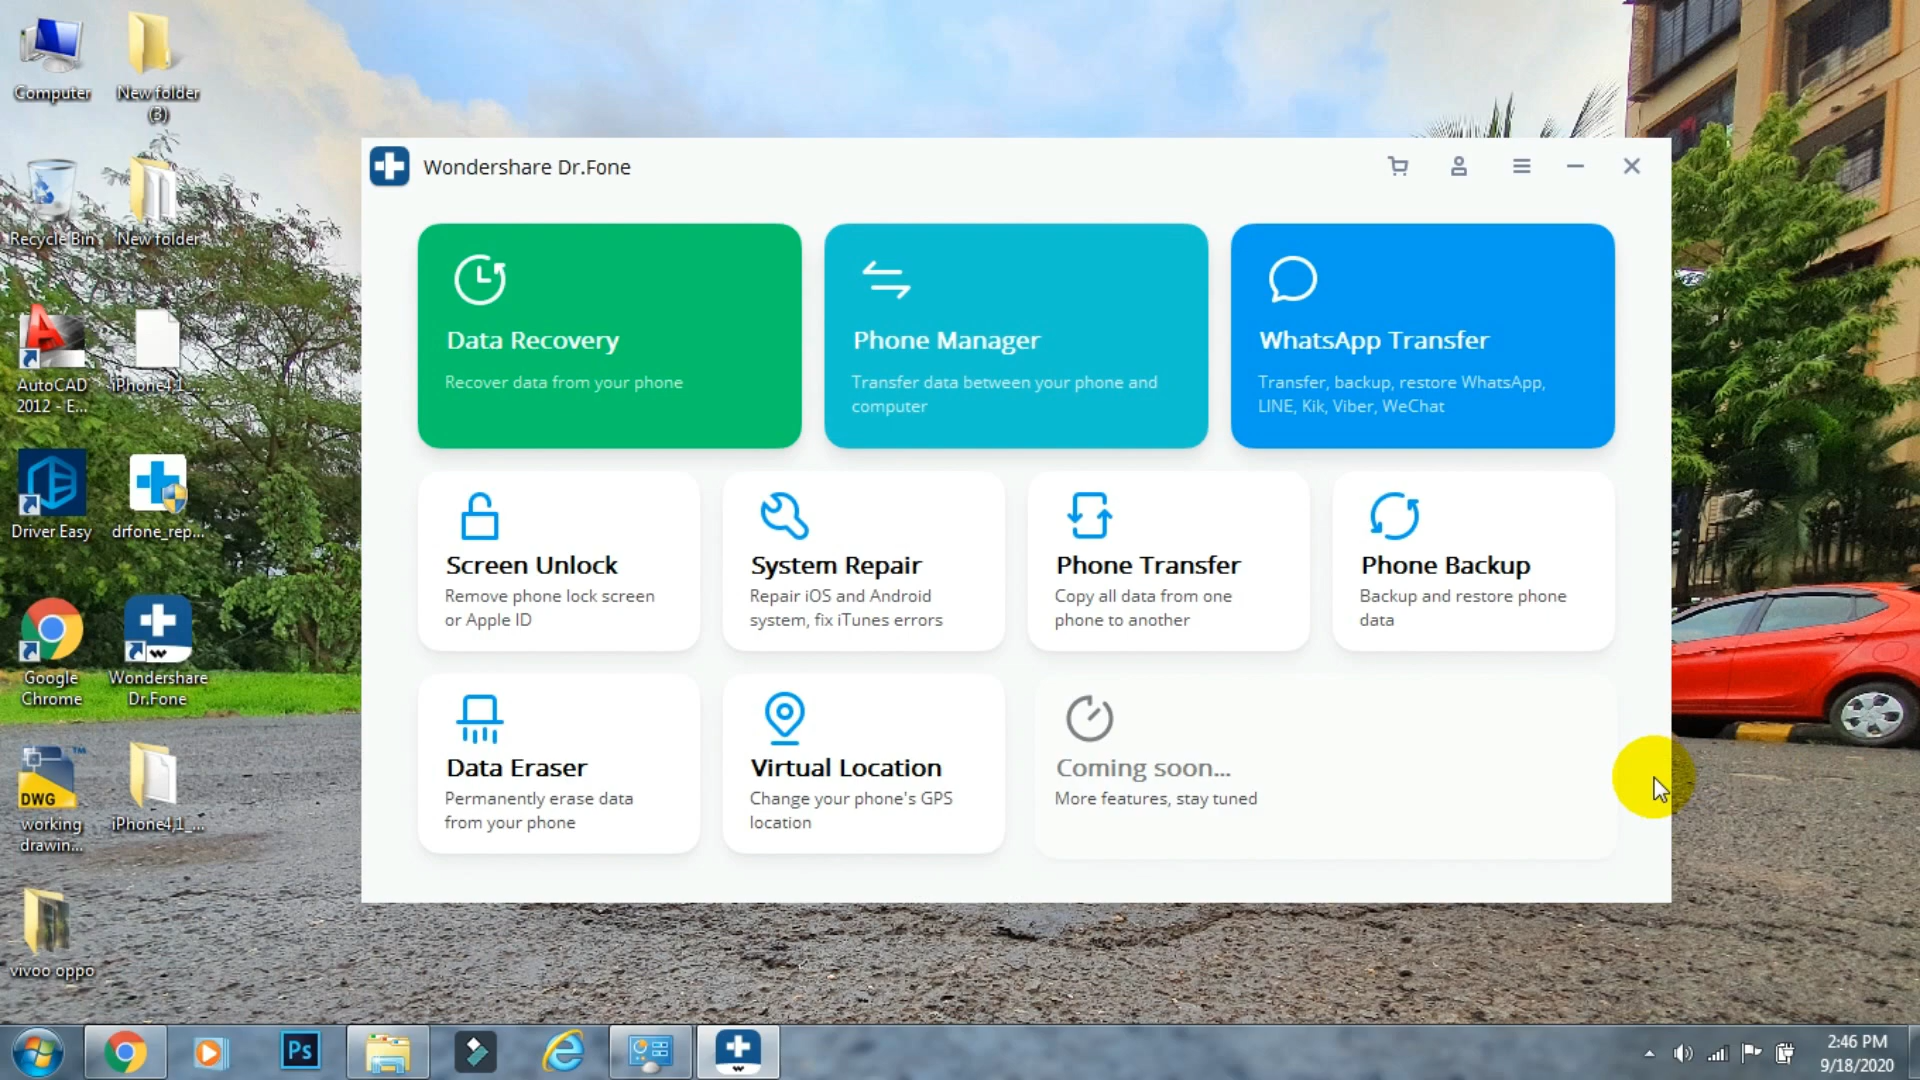 Computer
New folder
(3)
Recycle Bin
New folder
AutoCAD
2012 - E...
iPhone4,1_...
Driver Easy
drfone_rep...
Google
Chrome
Wondershare
Dr.Fone
DWG
working
drawin...
iPhone4,1_...
vivoo oppo
Wondershare Dr.Fone
Data Recovery
Recover data from your phone
Phone Manager
Transfer data between your phone and
computer
WhatsApp Transfer
Transfer, backup, restore WhatsApp,
LINE, Kik, Viber, WeChat
Screen Unlock
Remove phone lock screen
or Apple ID
System Repair
Repair iOS and Android
system, fix iTunes errors
Phone Transfer
Copy all data from one
phone to another
Phone Backup
Backup and restore phone
data
Data Eraser
Permanently erase data
from your phone
Virtual Location
Change your phone's GPS
location
Coming soon...
More features, stay tuned
Ps
2:46 PM
9/18/2020